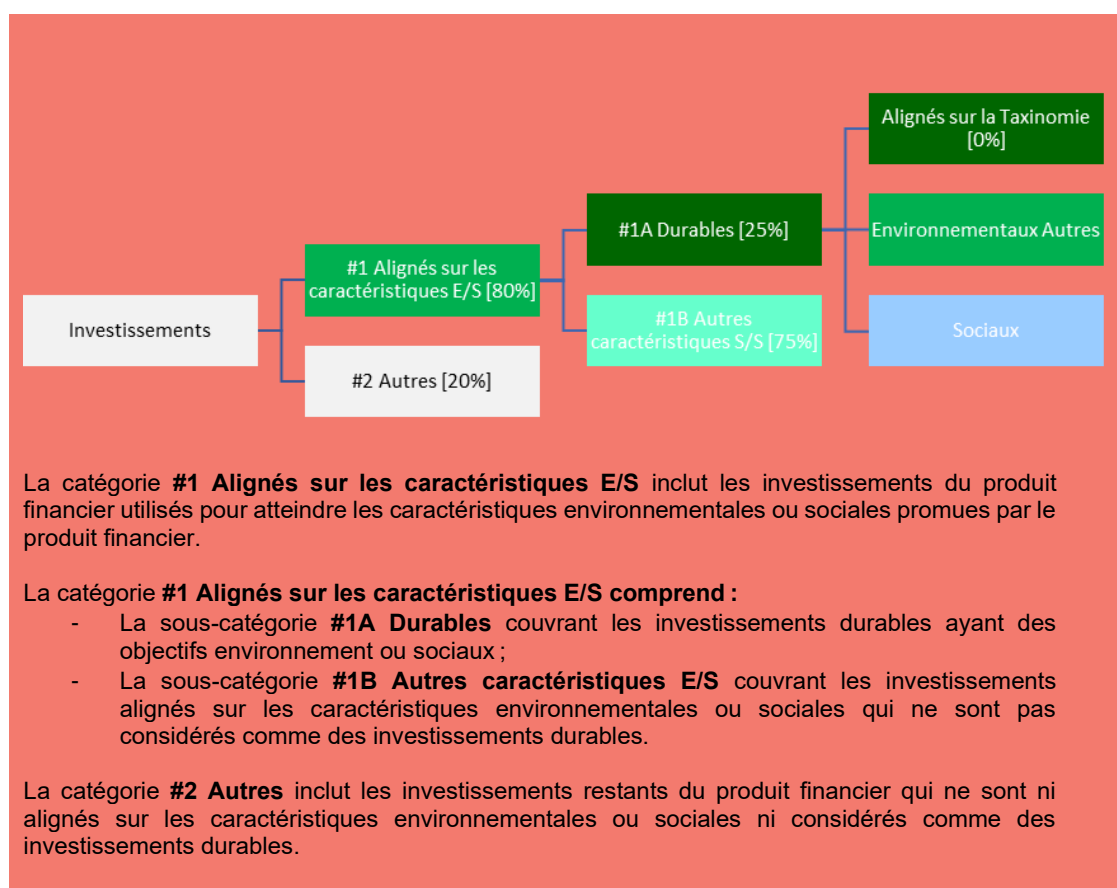 Alignés sur la Taxinomie
[0%]
#1A Durables [25%]
Environnementaux Autres
#1 Alignés sur les
caractéristiques E/S [80%]
Investissements
#1B Autres
caractéristiques S/S [75%]
Sociaux
#2 Autres [20%]
La catégorie #1 Alignés sur les caractéristiques E/S inclut les investissements du produit
financier utilisés pour atteindre les caractéristiques environnementales ou sociales promues par le
produit financier.
La catégorie #1 Alignés sur les caractéristiques E/S comprend :
- La sous-catégorie #1A Durables couvrant les investissements durables ayant des
objectifs environnement ou sociaux ;
- La sous-catégorie #1B Autres caractéristiques E/S couvrant les investissements
alignés sur les caractéristiques environnementales ou sociales qui ne sont pas
considérés comme des investissements durables.
La catégorie #2 Autres inclut les investissements restants du produit financier qui ne sont ni
alignés sur les caractéristiques environnementales ou sociales ni considérés comme des
investissements durables.